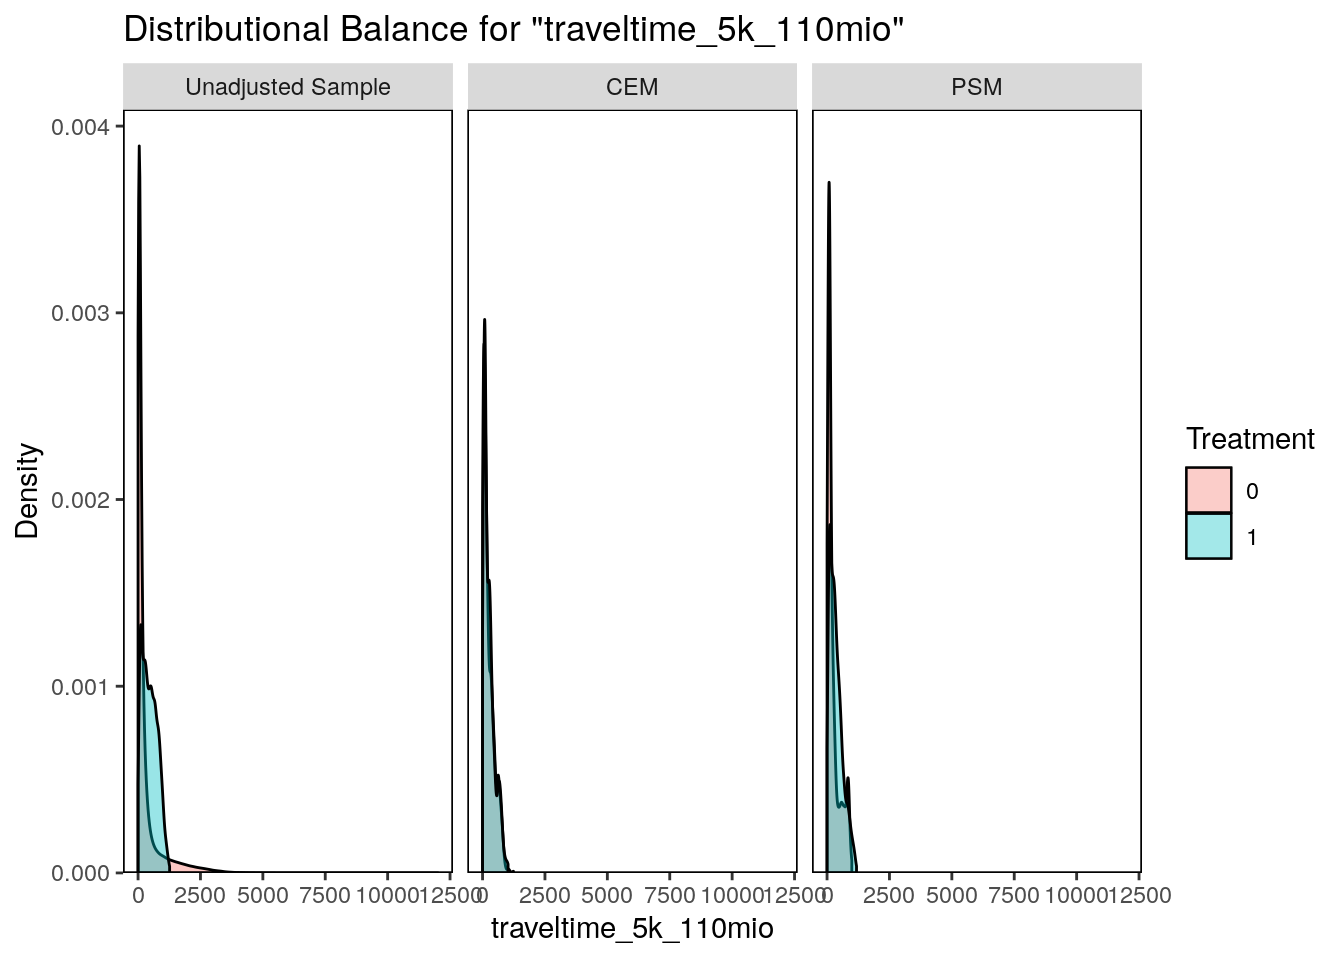 Distributional Balance for "traveltime_5k_110mio"
Unadjusted Sample
CEM
PSM
0.004
0.003
0.002
0.001
0.000
Density
0 2500 5000 7500 10000 12500
0 2500 5000 7500 10000 12500
0 2500 5000 7500 10000 12500
traveltime_5k_110mio
Treatment
0
1